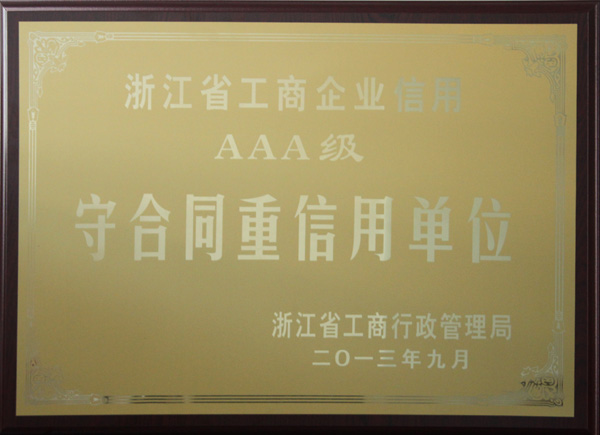 浙江省工商企业信用
AAA级
守合同重信用单位
浙江省工商行政管理局
二〇一三年九月